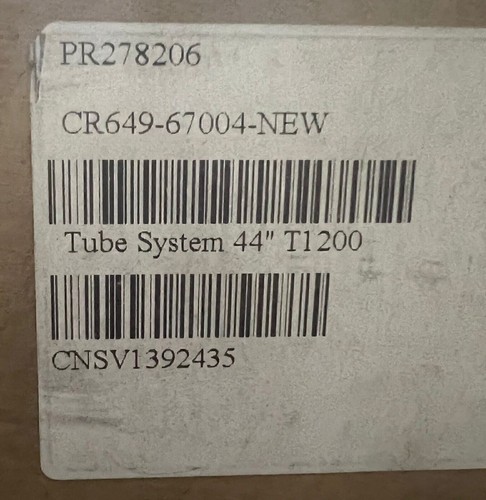 PR278206
CR649-67004-NEW
Tube System 44" T1200
CNSV1392435